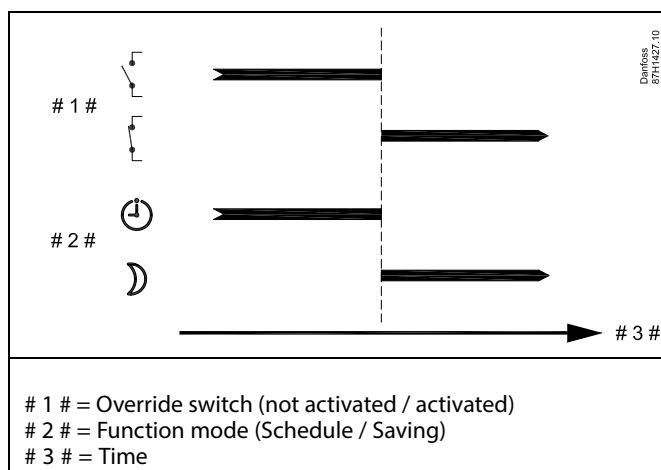 Danfoss
87H1427.10
# 1 #
# 2 #
# 3 #
# 1 # = Override switch (not activated / activated)
# 2 # = Function mode (Schedule / Saving)
# 3 # = Time